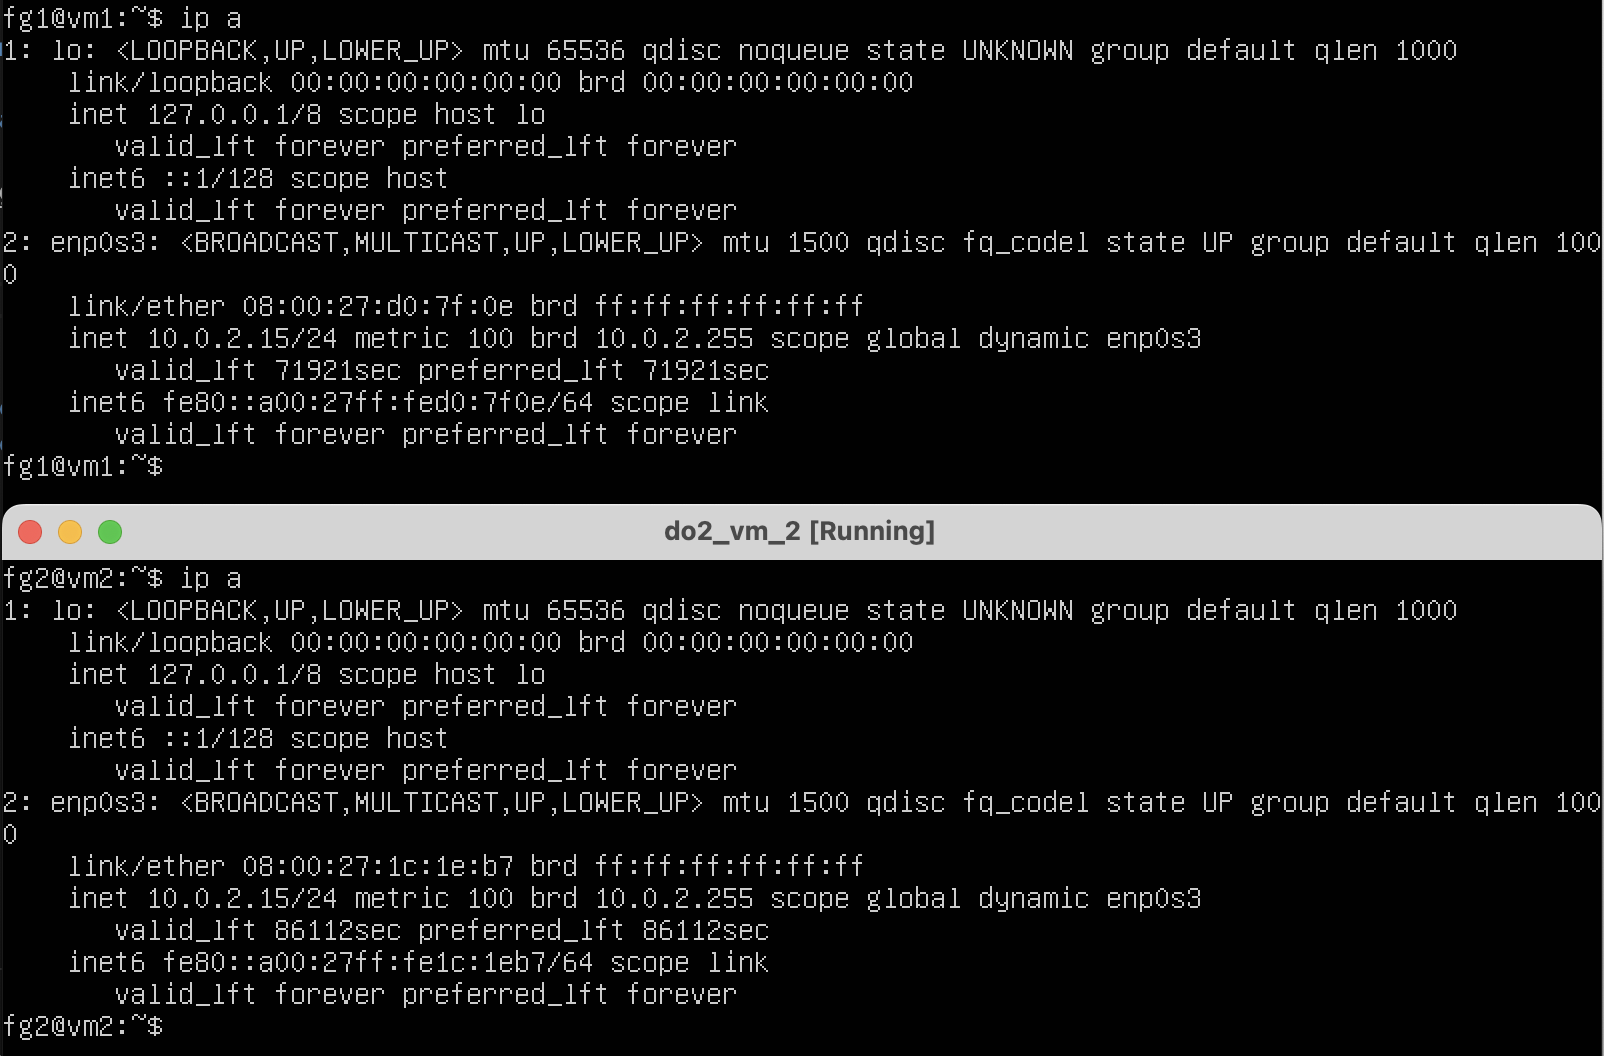 fg1@vm1:~$ ip a
1: lo: <LOOPBACK,UP,LOWER_UP> mtu 65536 qdisc noqueue state UNKNOWN group default qlen 1000
    link/loopback 00:00:00:00:00:00 brd 00:00:00:00:00:00
    inet 127.0.0.1/8 scope host lo
       valid_lft forever preferred_lft forever
    inet6 ::1/128 scope host
       valid_lft forever preferred_lft forever
2: enp0s3: <BROADCAST,MULTICAST,UP,LOWER_UP> mtu 1500 qdisc fq_codel state UP group default qlen 100
0
    link/ether 08:00:27:d0:7f:0e brd ff:ff:ff:ff:ff:ff
    inet 10.0.2.15/24 metric 100 brd 10.0.2.255 scope global dynamic enp0s3
       valid_lft 71921sec preferred_lft 71921sec
    inet6 fe80::a00:27ff:fed0:7f0e/64 scope link
       valid_lft forever preferred_lft forever
fg1@vm1:~$
do2_vm_2 [Running]
fg2@vm2:~$ ip a
1: lo: <LOOPBACK,UP,LOWER_UP> mtu 65536 qdisc noqueue state UNKNOWN group default qlen 1000
    link/loopback 00:00:00:00:00:00 brd 00:00:00:00:00:00
    inet 127.0.0.1/8 scope host lo
       valid_lft forever preferred_lft forever
    inet6 ::1/128 scope host
       valid_lft forever preferred_lft forever
2: enp0s3: <BROADCAST,MULTICAST,UP,LOWER_UP> mtu 1500 qdisc fq_codel state UP group default qlen 100
0
    link/ether 08:00:27:1c:1e:b7 brd ff:ff:ff:ff:ff:ff
    inet 10.0.2.15/24 metric 100 brd 10.0.2.255 scope global dynamic enp0s3
       valid_lft 86112sec preferred_lft 86112sec
    inet6 fe80::a00:27ff:fe1c:1eb7/64 scope link
       valid_lft forever preferred_lft forever
fg2@vm2:~$